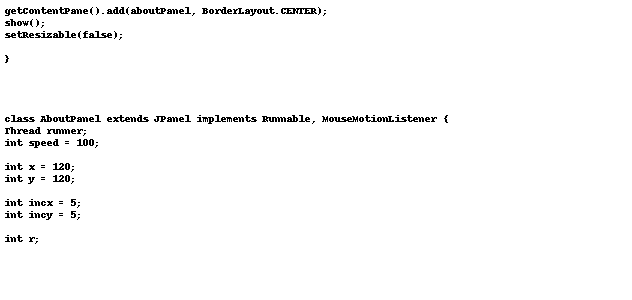 getContentPane().add(aboutPanel, BorderLayout.CENTER);
show();
setResizable(false);
}
class AboutPanel extends JPanel implements Runnable, MouseMotionListener {
Thread runner;
int speed = 100;
int x = 120;
int y = 120;
int incx = 5;
int incy = 5;
int r;